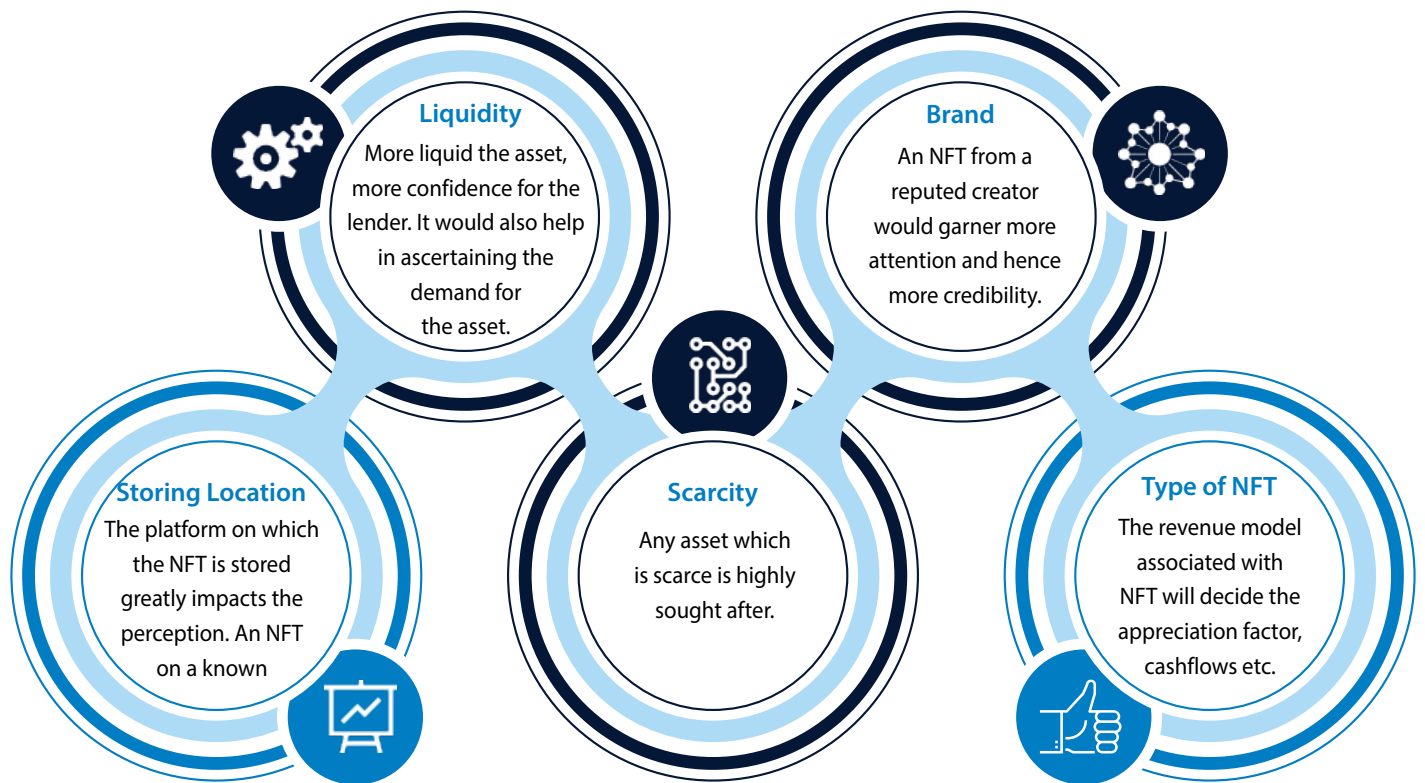 Liquidity
More liquid the asset,
more confidence for the
lender. It would also help
in ascertaining the
demand for
the asset.
Brand
An NFT from a
reputed creator
would garner more
attention and hence
more credibility.
Storing Location
The platform on which
the NFT is stored
greatly impacts the
perception. An NFT
on a known
Scarcity
Any asset which
is scarce is highly
sought after.
Type of NFT
The revenue model
associated with
NFT will decide the
appreciation factor,
cashflows etc.